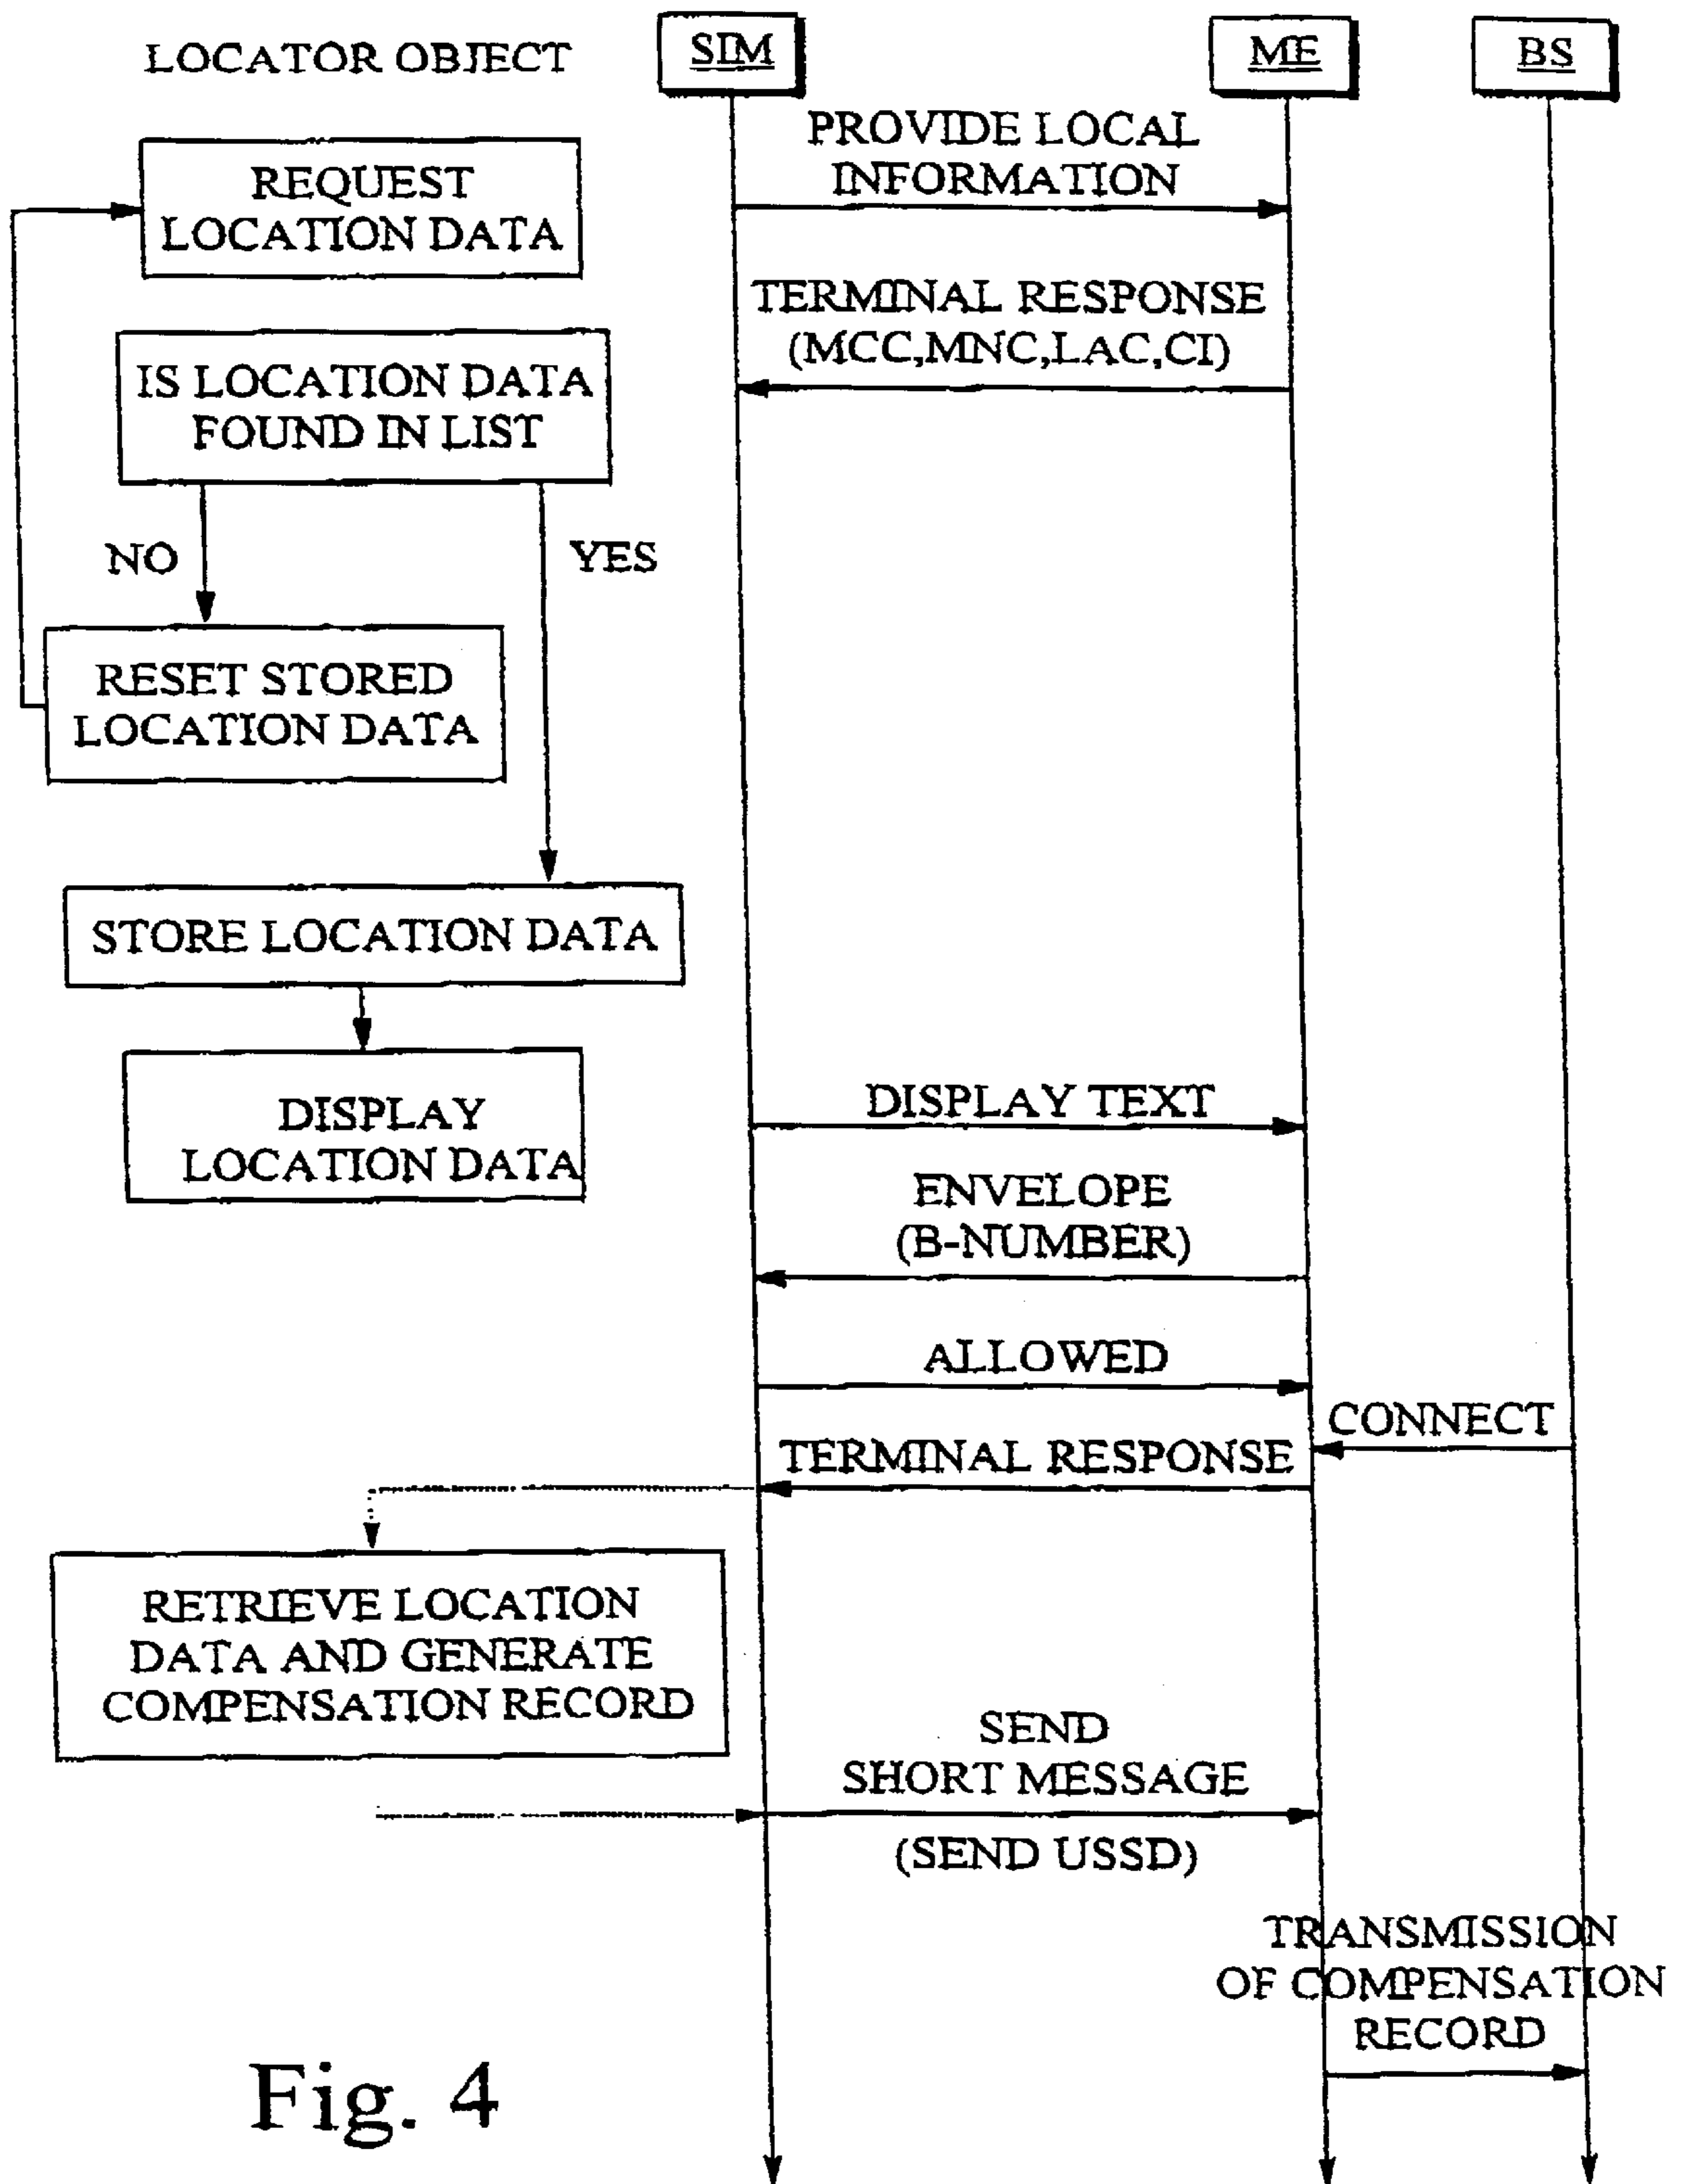 LOCATOR OBJECT
SIM
ME
BS
PROVIDE LOCAL
INFORMATION
REQUEST
LOCATION DATA
TERMINAL RESPONSE
(MCC,MNC,LAC,CI)
IS LOCATION DATA
FOUND IN LIST
NO
YES
RESET STORED
LOCATION DATA
STORE LOCATION DATA
DISPLAY
LOCATION DATA
DISPLAY TEXT
ENVELOPE
(B-NUMBER)
ALLOWED
CONNECT
TERMINAL RESPONSE
RETRIEVE LOCATION
DATA AND GENERATE
COMPENSATION RECORD
SEND
SHORT MESSAGE
(SEND USSD)
TRANSMISSION
OF COMPENSATION
RECORD
Fig. 4